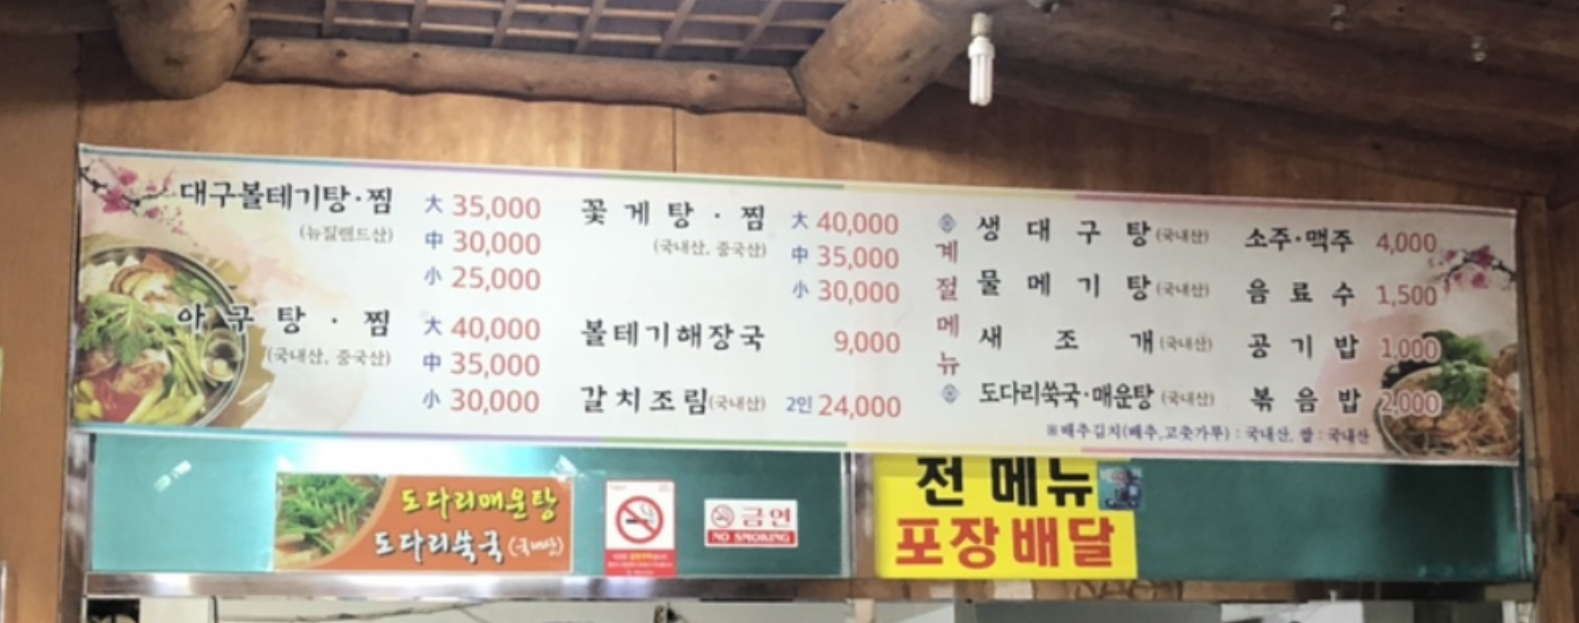 대구볼테기탕·찜 大 35,000
(뉴질랜드산) 中 30,000
小 25,000
아구탕·찜 大 40,000
(국내산, 중국산) 中 35,000
小 30,000
꽃게탕·찜 大 40,000
(국내산, 중국산) 中 35,000
小 30,000
볼테기해장국 9,000
갈치조림(국내산) 2인 24,000
계절메뉴
생대구탕(국내산)
물메기탕(국내산)
새조개(국내산)
도다리쑥국·매운탕(국내산)
소주·맥주 4,000
음료수 1,500
공기밥 1,000
볶음밥 2,000
※배추김치(배추,고춧가루) : 국내산, 쌀 : 국내산
도다리매운탕
도다리쑥국(국내산)
금연
NO SMOKING
전 메뉴
포장배달